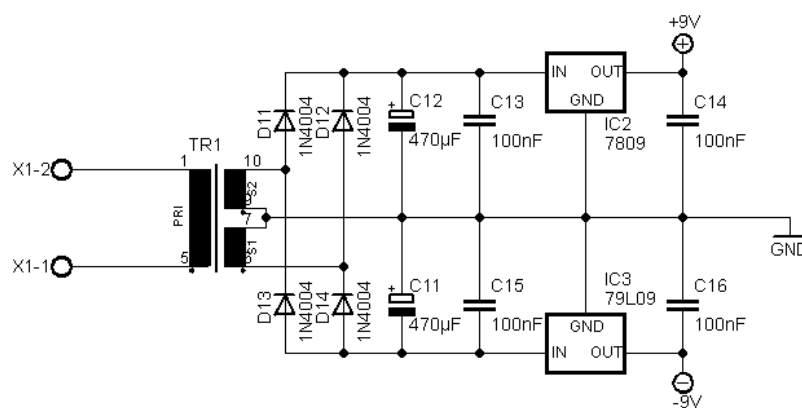 +9V
+
IN OUT
GND
IC2
7809
C12
+
470µF
C13
100nF
C14
100nF
D11
1N4004
D12
1N4004
TR1
X1-2
1
10
S2
9
7
PRI
S1
5
X1-1
GND
D13
1N4004
D14
1N4004
C11
+
470µF
C15
100nF
IC3
79L09
GND
IN OUT
C16
100nF
-
-9V